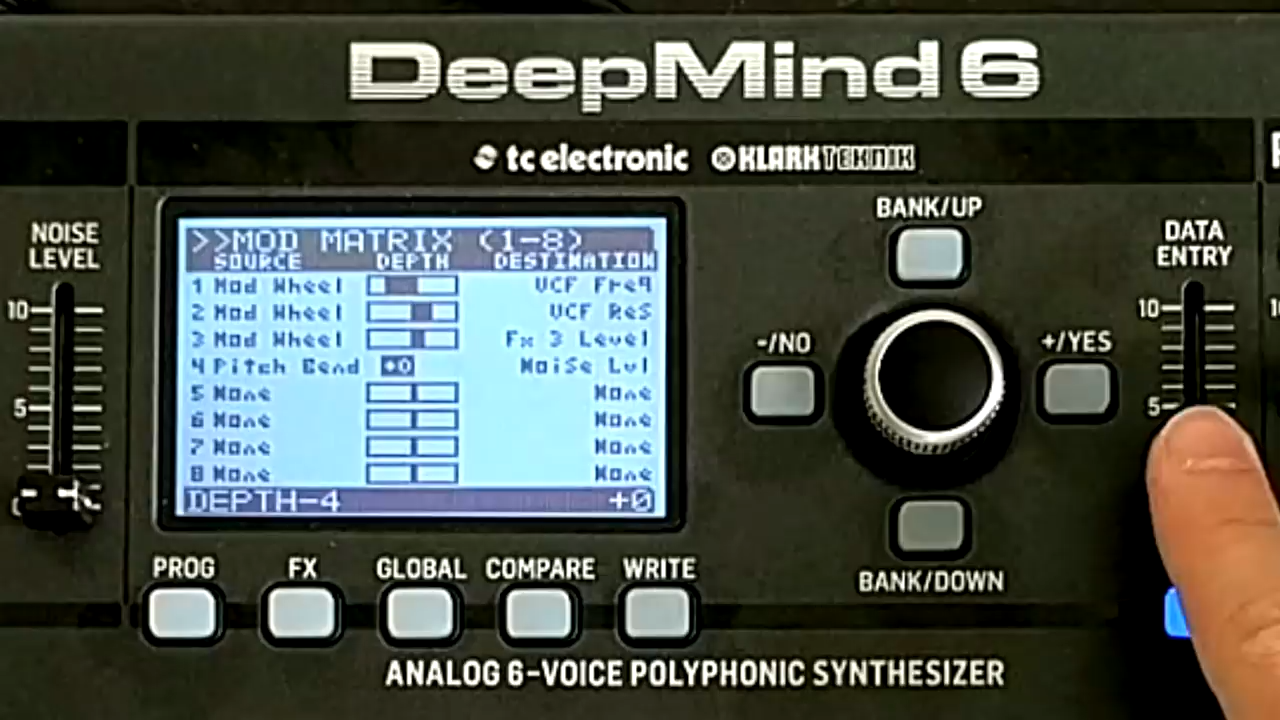 DeepMind 6
tc electronic KLARK TEKNIK
NOISE LEVEL
10
5
0
>>MOD MATRIX (1-8)
SOURCE DEPTH DESTINATION
1 Mod Wheel VCF Freq
2 Mod Wheel VCF Res
3 Mod Wheel Fx 3 Level
4 Pitch Bend +0 Noise Lvl
5 None None
6 None None
7 None None
8 None None
DEPTH-4 +0
BANK/UP
-/NO
+/YES
BANK/DOWN
DATA ENTRY
10
5
PROG FX GLOBAL COMPARE WRITE
ANALOG 6-VOICE POLYPHONIC SYNTHESIZER